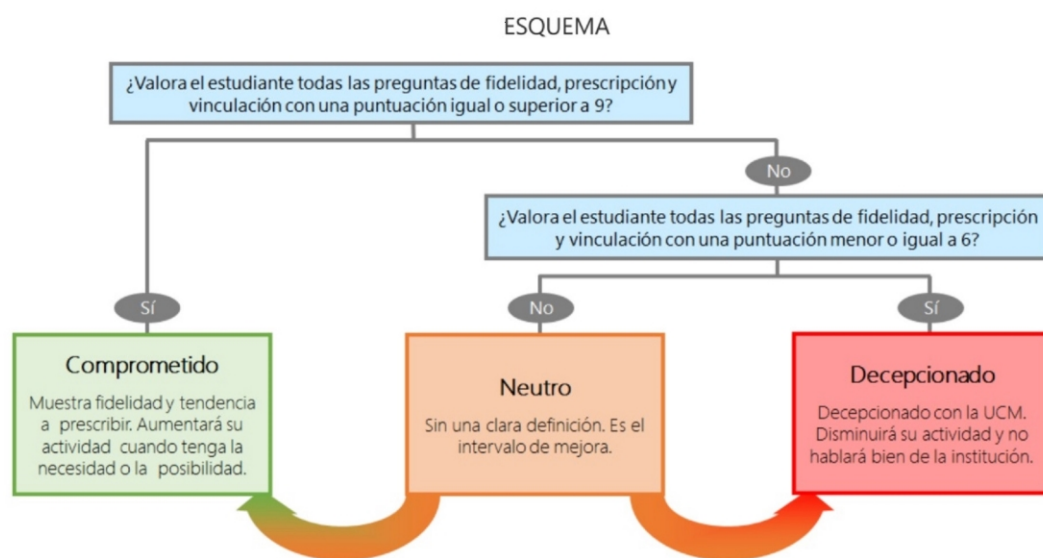 ESQUEMA
¿Valora el estudiante todas las preguntas de fidelidad, prescripción y
vinculación con una puntuación igual o superior a 9?
No
¿Valora el estudiante todas las preguntas de fidelidad, prescripción
y vinculación con una puntuación menor o igual a 6?
Sí
No
Sí
Comprometido
Muestra fidelidad y tendencia
a prescribir. Aumentará su
actividad cuando tenga la
necesidad o la posibilidad.
Neutro
Sin una clara definición. Es el
intervalo de mejora.
Decepcionado
Decepcionado con la UCM.
Disminuirá su actividad y no
hablará bien de la institución.